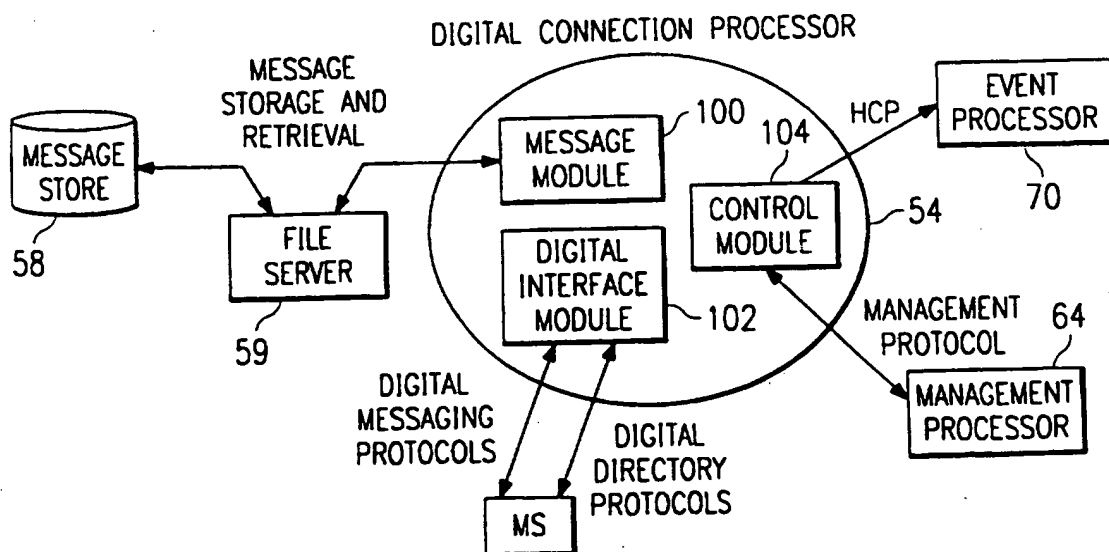 DIGITAL CONNECTION PROCESSOR
MESSAGE
STORAGE AND
RETRIEVAL
MESSAGE
STORE
58
FILE
SERVER
59
MESSAGE
MODULE
100
DIGITAL
INTERFACE
MODULE
102
104
CONTROL
MODULE
HCP
EVENT
PROCESSOR
70
54
MANAGEMENT
PROTOCOL
64
MANAGEMENT
PROCESSOR
DIGITAL
MESSAGING
PROTOCOLS
DIGITAL
DIRECTORY
PROTOCOLS
MS